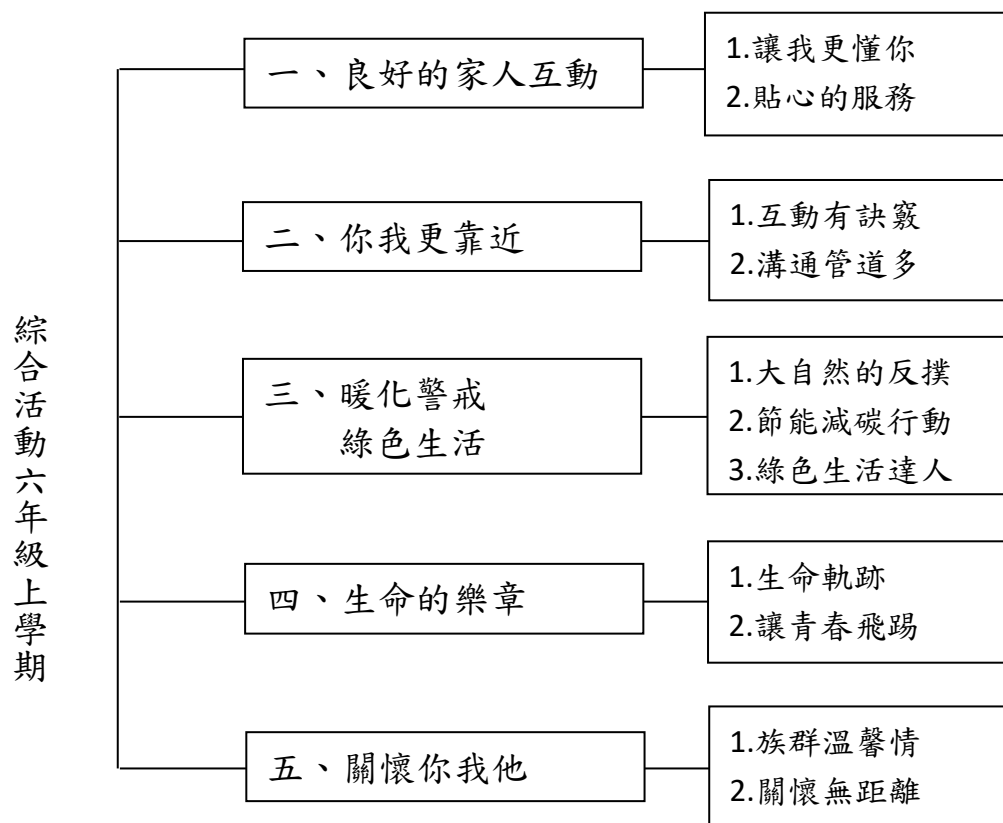 綜合活動六年級上學期
一、良好的家人互動
1.讓我更懂你
2.貼心的服務
二、你我更靠近
1.互動有訣竅
2.溝通管道多
三、暖化警戒
綠色生活
1.大自然的反撲
2.節能減碳行動
3.綠色生活達人
四、生命的樂章
1.生命軌跡
2.讓青春飛踢
五、關懷你我他
1.族群溫馨情
2.關懷無距離